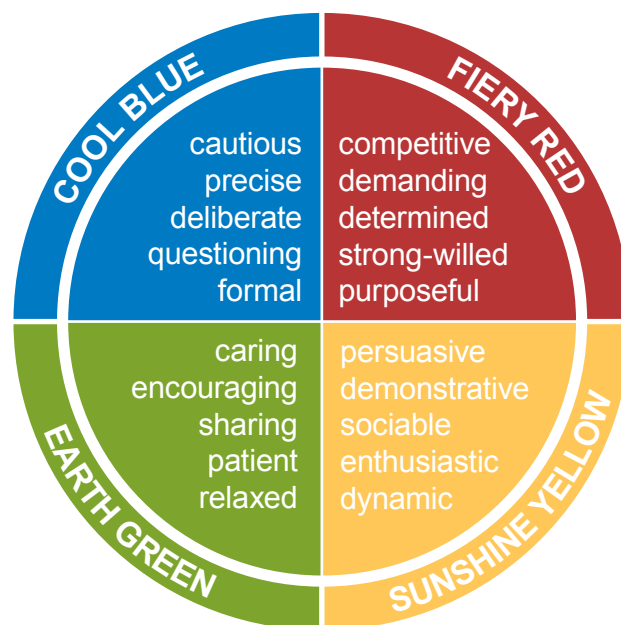 COOL BLUE
cautious
precise
deliberate
questioning
formal
FIERY RED
competitive
demanding
determined
strong-willed
purposeful
EARTH GREEN
caring
encouraging
sharing
patient
relaxed
SUNSHINE YELLOW
persuasive
demonstrative
sociable
enthusiastic
dynamic